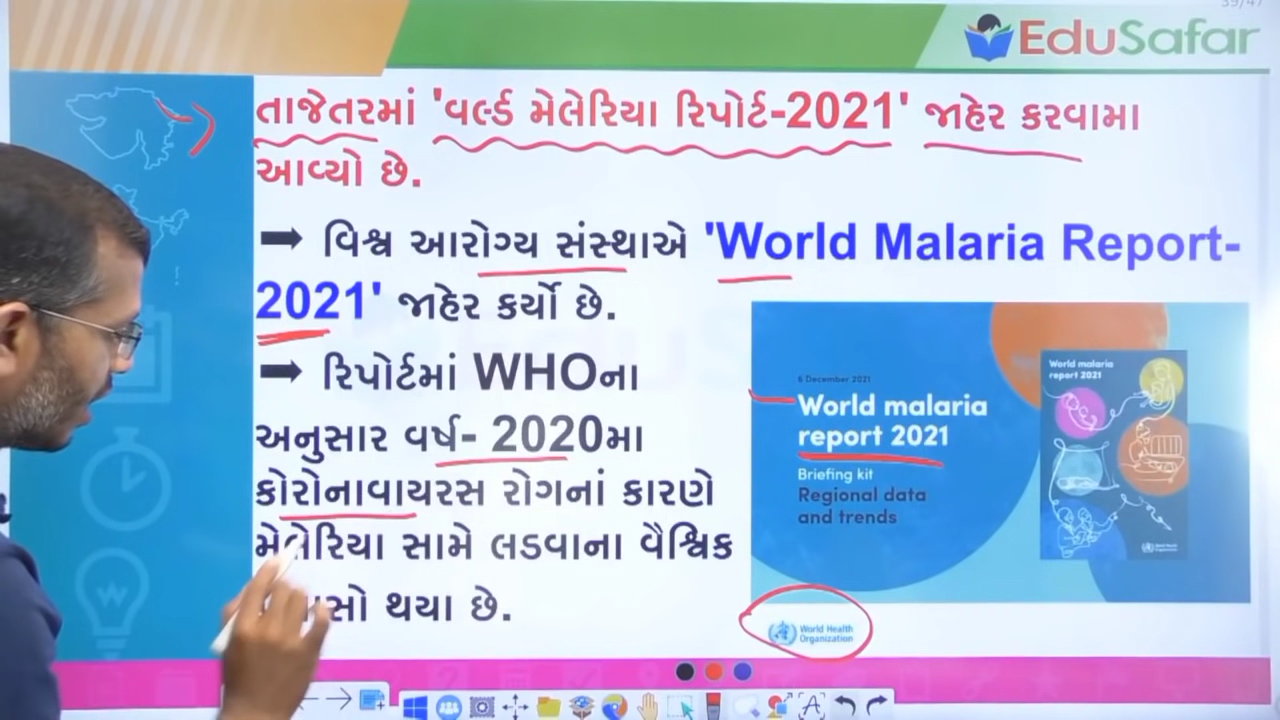 39/47
EduSafar
તાજેતરમાં 'વર્લ્ડ મેલેરિયા રિપોર્ટ-2021' જાહેર કરવામા
આવ્યો છે.
➡ વિશ્વ આરોગ્ય સંસ્થાએ 'World Malaria Report-
2021' જાહેર કર્યો છે.
➡ રિપોર્ટમાં WHOના
અનુસાર વર્ષ- 2020મા
કોરોનાવાયરસ રોગનાં કારણે
મેલેરિયા સામે લડવાના વૈશ્વિક
થયા છે.
6 December 2021
World malaria
report 2021
Briefing kit
Regional data
and trends
World malaria
report 2021
World Health
Organization